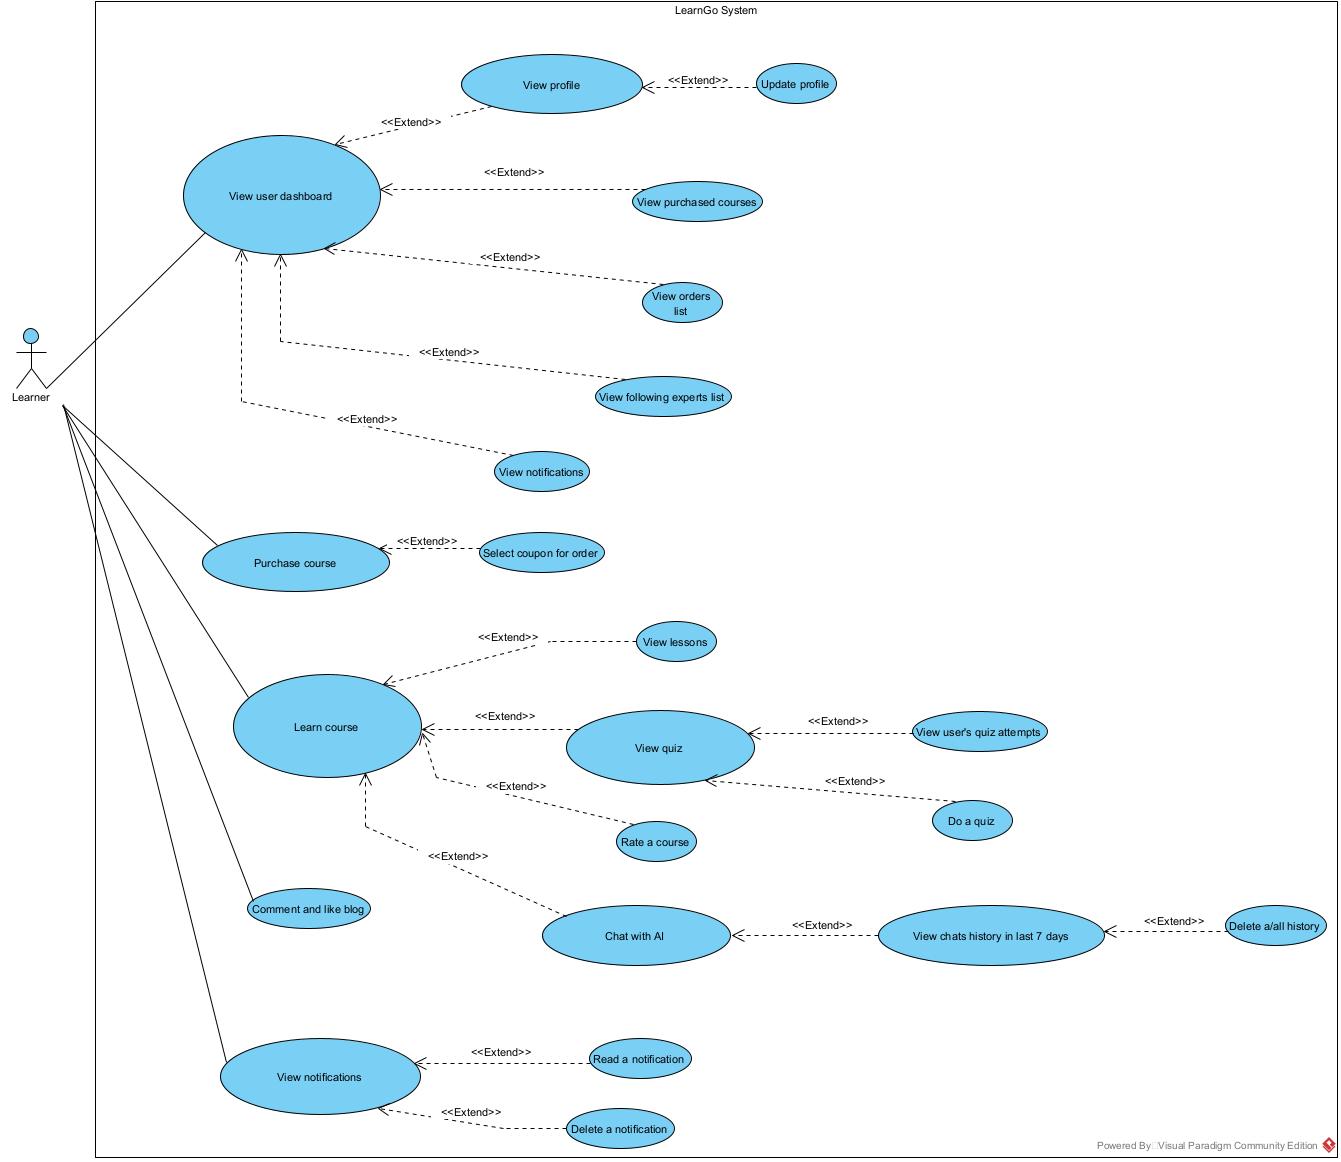 LearnGo System
View profile
<<Extend>>
Update profile
<<Extend>>
View user dashboard
<<Extend>>
View purchased courses
<<Extend>>
View orders
list
<<Extend>>
View following experts list
Learner
<<Extend>>
View notifications
Purchase course
<<Extend>>
Select coupon for order
<<Extend>>
View lessons
Learn course
<<Extend>>
View quiz
<<Extend>>
View user's quiz attempts
<<Extend>>
Do a quiz
<<Extend>>
Rate a course
<<Extend>>
Comment and like blog
Chat with AI
<<Extend>>
View chats history in last 7 days
<<Extend>>
Delete a/all history
View notifications
<<Extend>>
Read a notification
<<Extend>>
Delete a notification
Powered By Visual Paradigm Community Edition